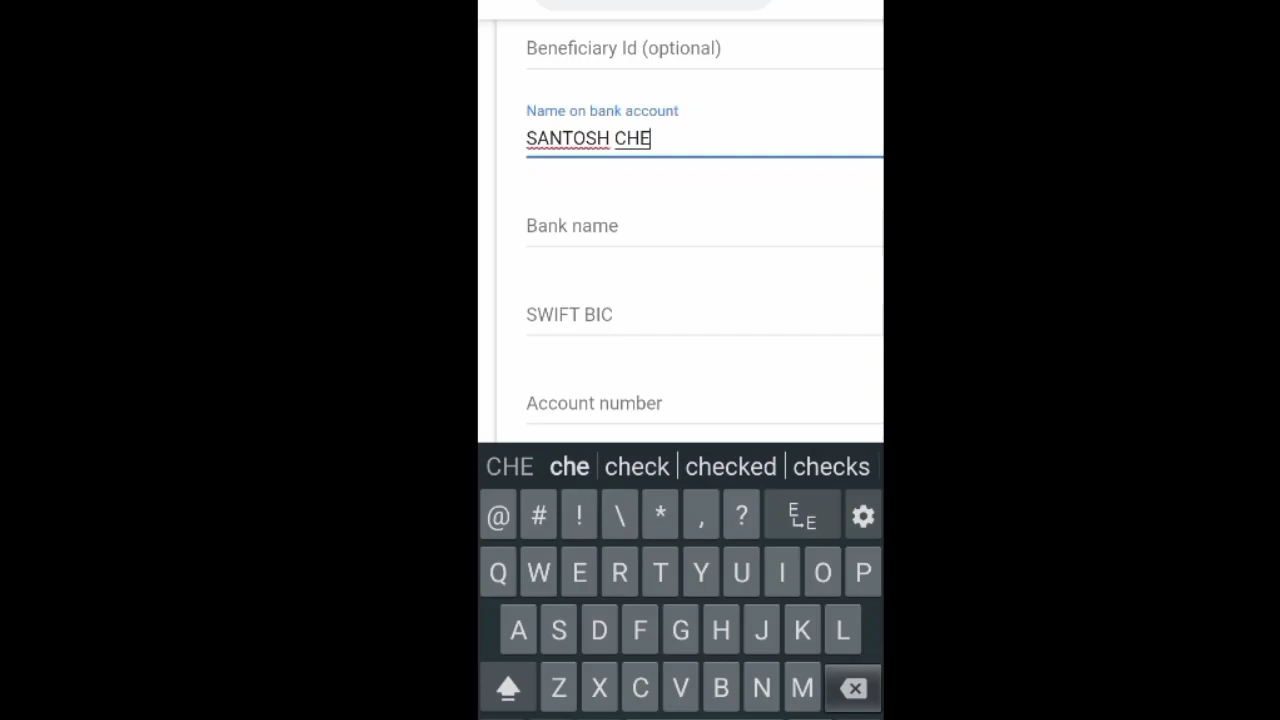 Beneficiary Id (optional)
Name on bank account
SANTOSH CHE
Bank name
SWIFT BIC
Account number
CHE che check checked checks
@ # ! \ * , ? E E
Q W E R T Y U I O P
A S D F G H J K L
Z X C V B N M